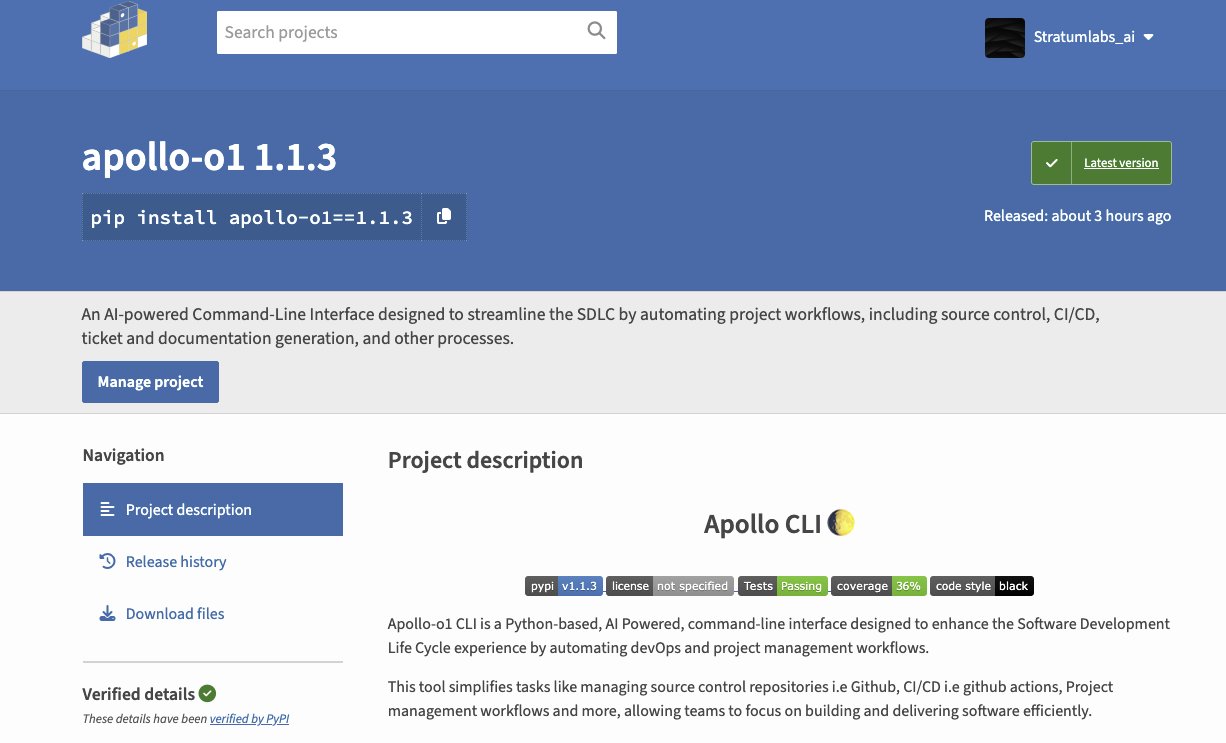 Search projects
Stratumlabs_ai
apollo-o1 1.1.3
Latest version
pip install apollo-o1==1.1.3
Released: about 3 hours ago
An AI-powered Command-Line Interface designed to streamline the SDLC by automating project workflows, including source control, CI/CD,
ticket and documentation generation, and other processes.
Manage project
Navigation
Project description
Release history
Download files
Verified details
These details have been verified by PyPI
Project description
Apollo CLI
pypi v1.1.3 license not specified Tests Passing coverage 36% code style black
Apollo-o1 CLI is a Python-based, AI Powered, command-line interface designed to enhance the Software Development
Life Cycle experience by automating devOps and project management workflows.
This tool simplifies tasks like managing source control repositories i.e Github, CI/CD i.e github actions, Project
management workflows and more, allowing teams to focus on building and delivering software efficiently.